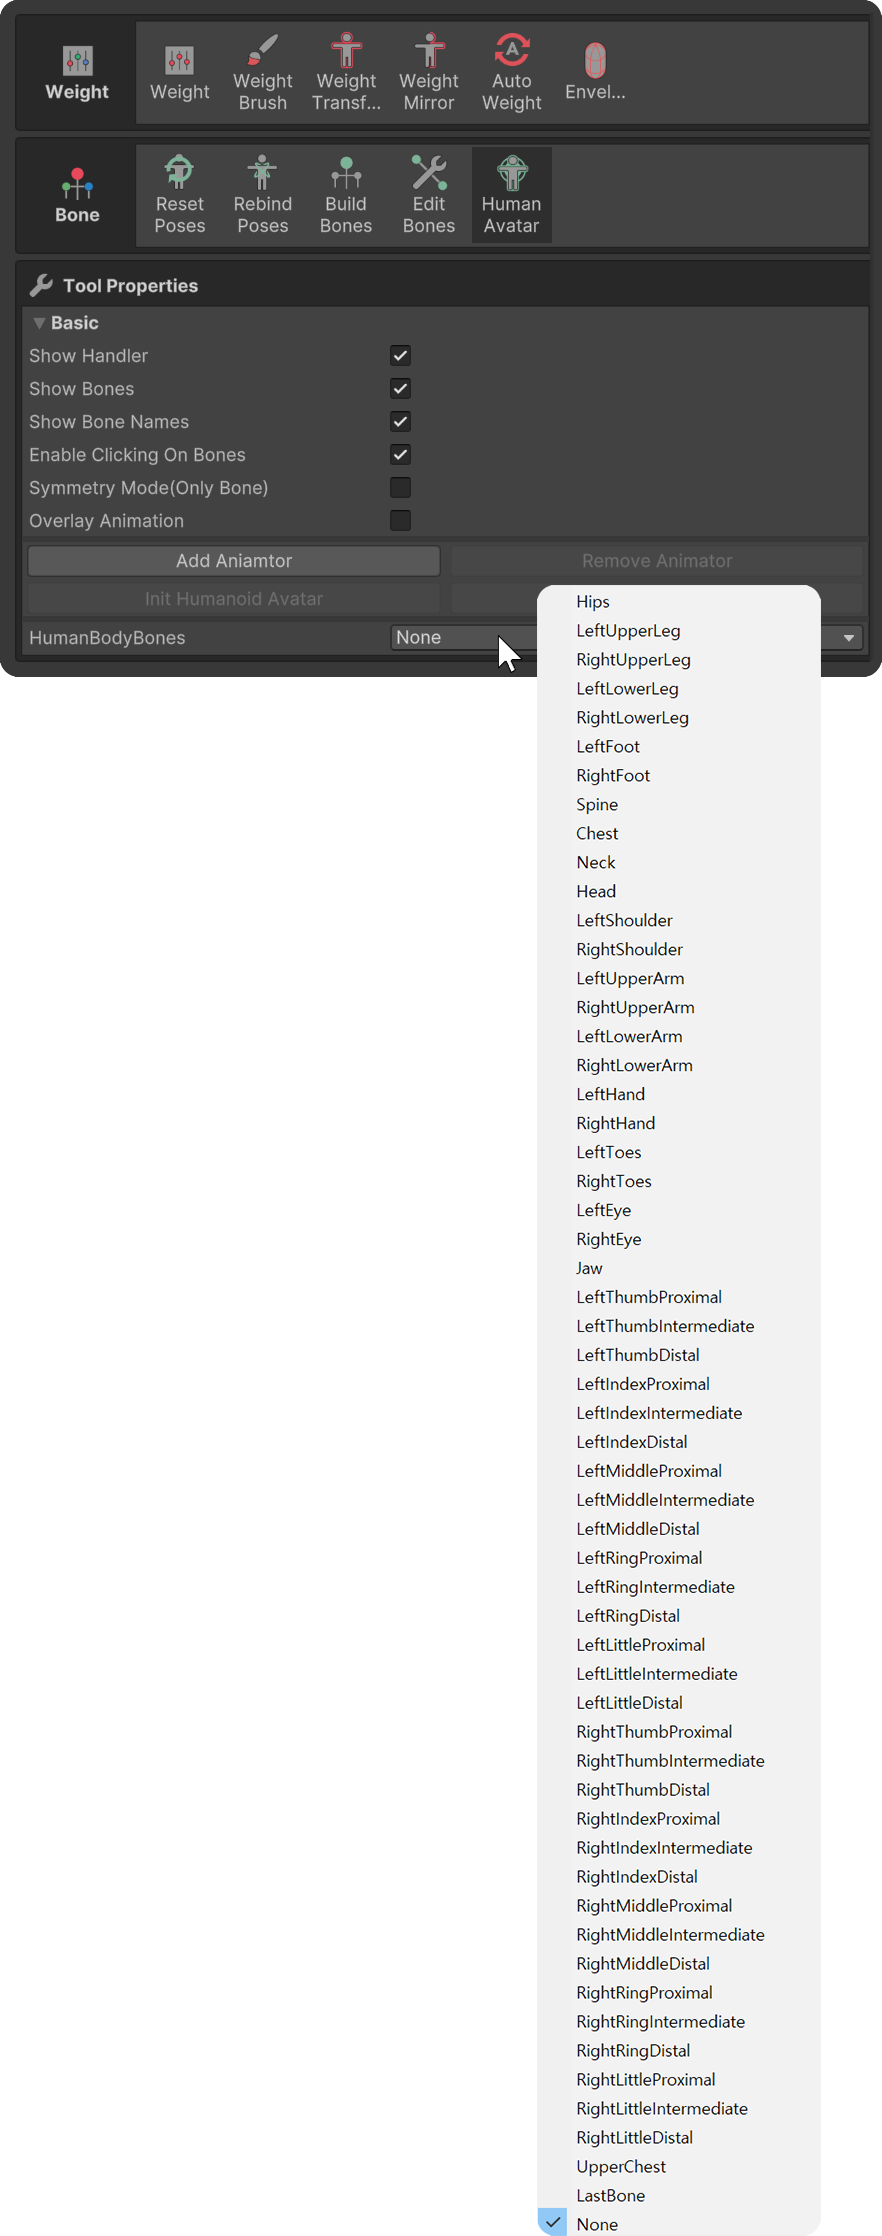 Weight
Weight
Weight
Brush
Weight
Transf...
Weight
Mirror
Auto
Weight
Envel...
Bone
Reset
Poses
Rebind
Poses
Build
Bones
Edit
Bones
Human
Avatar
Tool Properties
Basic
Show Handler
Show Bones
Show Bone Names
Enable Clicking On Bones
Symmetry Mode(Only Bone)
Overlay Animation
Add Aniamtor
Remove Animator
Init Humanoid Avatar
HumanBodyBones
None
Hips
LeftUpperLeg
RightUpperLeg
LeftLowerLeg
RightLowerLeg
LeftFoot
RightFoot
Spine
Chest
Neck
Head
LeftShoulder
RightShoulder
LeftUpperArm
RightUpperArm
LeftLowerArm
RightLowerArm
LeftHand
RightHand
LeftToes
RightToes
LeftEye
RightEye
Jaw
LeftThumbProximal
LeftThumbIntermediate
LeftThumbDistal
LeftIndexProximal
LeftIndexIntermediate
LeftIndexDistal
LeftMiddleProximal
LeftMiddleIntermediate
LeftMiddleDistal
LeftRingProximal
LeftRingIntermediate
LeftRingDistal
LeftLittleProximal
LeftLittleIntermediate
LeftLittleDistal
RightThumbProximal
RightThumbIntermediate
RightThumbDistal
RightIndexProximal
RightIndexIntermediate
RightIndexDistal
RightMiddleProximal
RightMiddleIntermediate
RightMiddleDistal
RightRingProximal
RightRingIntermediate
RightRingDistal
RightLittleProximal
RightLittleIntermediate
RightLittleDistal
UpperChest
LastBone
None